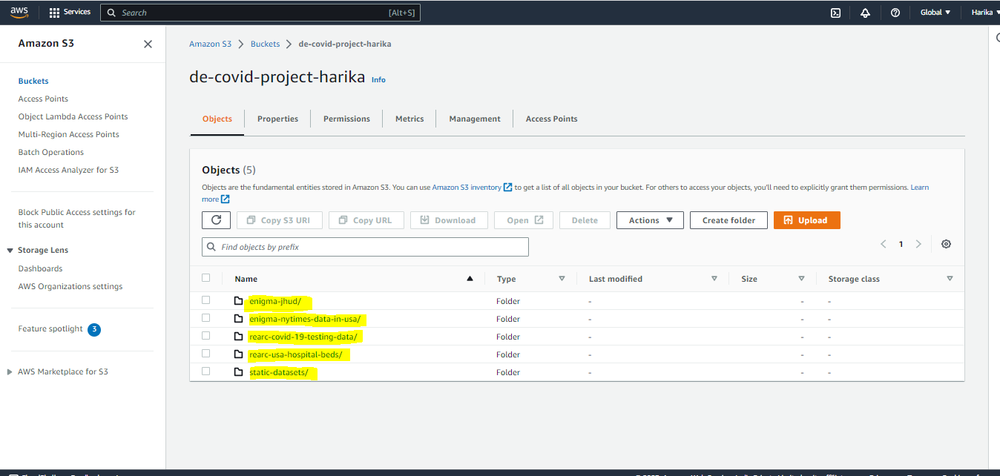 aws Services Search [Alt+S] Global Harika
Amazon S3
Buckets
Access Points
Object Lambda Access Points
Multi-Region Access Points
Batch Operations
IAM Access Analyzer for S3
Block Public Access settings for
this account
Storage Lens
Dashboards
AWS Organizations settings
Feature spotlight 3
AWS Marketplace for S3
Amazon S3 Buckets de-covid-project-harika
de-covid-project-harika Info
Objects Properties Permissions Metrics Management Access Points
Objects (5)
Objects are the fundamental entities stored in Amazon S3. You can use Amazon S3 inventory to get a list of all objects in your bucket. For others to access your objects, you'll need to explicitly grant them permissions. Learn
more
Copy S3 URI Copy URL Download Open Delete Actions Create folder Upload
Find objects by prefix
1
Name Type Last modified Size Storage class
enigma-jhud/ Folder - - -
enigma-nytimes-data-in-usa/ Folder - - -
rearc-covid-19-testing-data/ Folder - - -
rearc-usa-hospital-beds/ Folder - - -
static-datasets/ Folder - - -